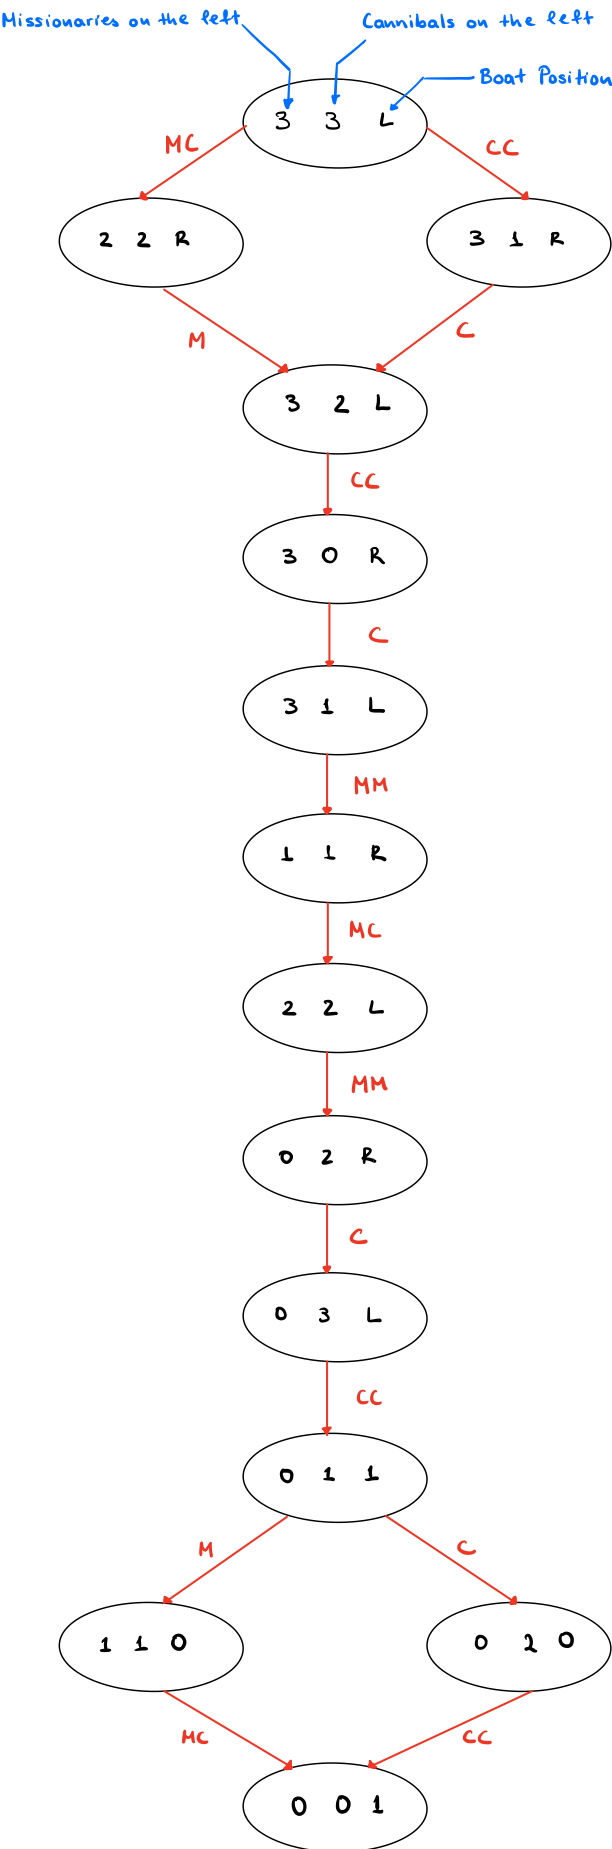 Missionaries on the left
Cannibals on the left
Boat Position
3 3 L
MC
CC
2 2 R
3 1 R
M
C
3 2 L
CC
3 0 R
C
3 1 L
MM
1 1 R
MC
2 2 L
MM
0 2 R
C
0 3 L
CC
0 1 1
M
C
1 1 0
0 2 0
MC
CC
0 0 1